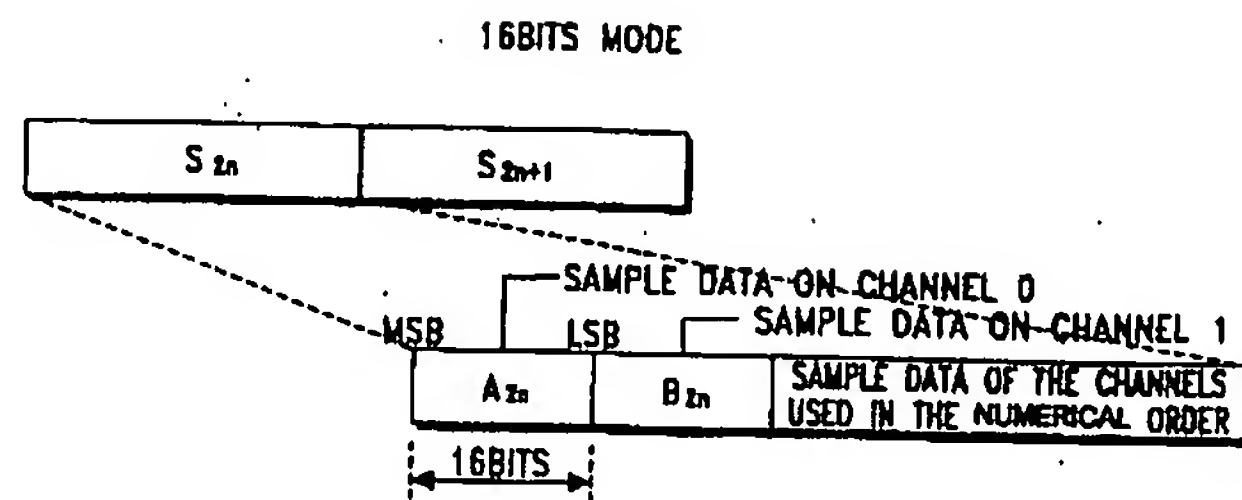 16BITS MODE
S2n S2n+1
SAMPLE DATA ON CHANNEL 0
MSB LSB SAMPLE DATA ON CHANNEL 1
A2n B2n SAMPLE DATA OF THE CHANNELS
USED IN THE NUMERICAL ORDER
16BITS